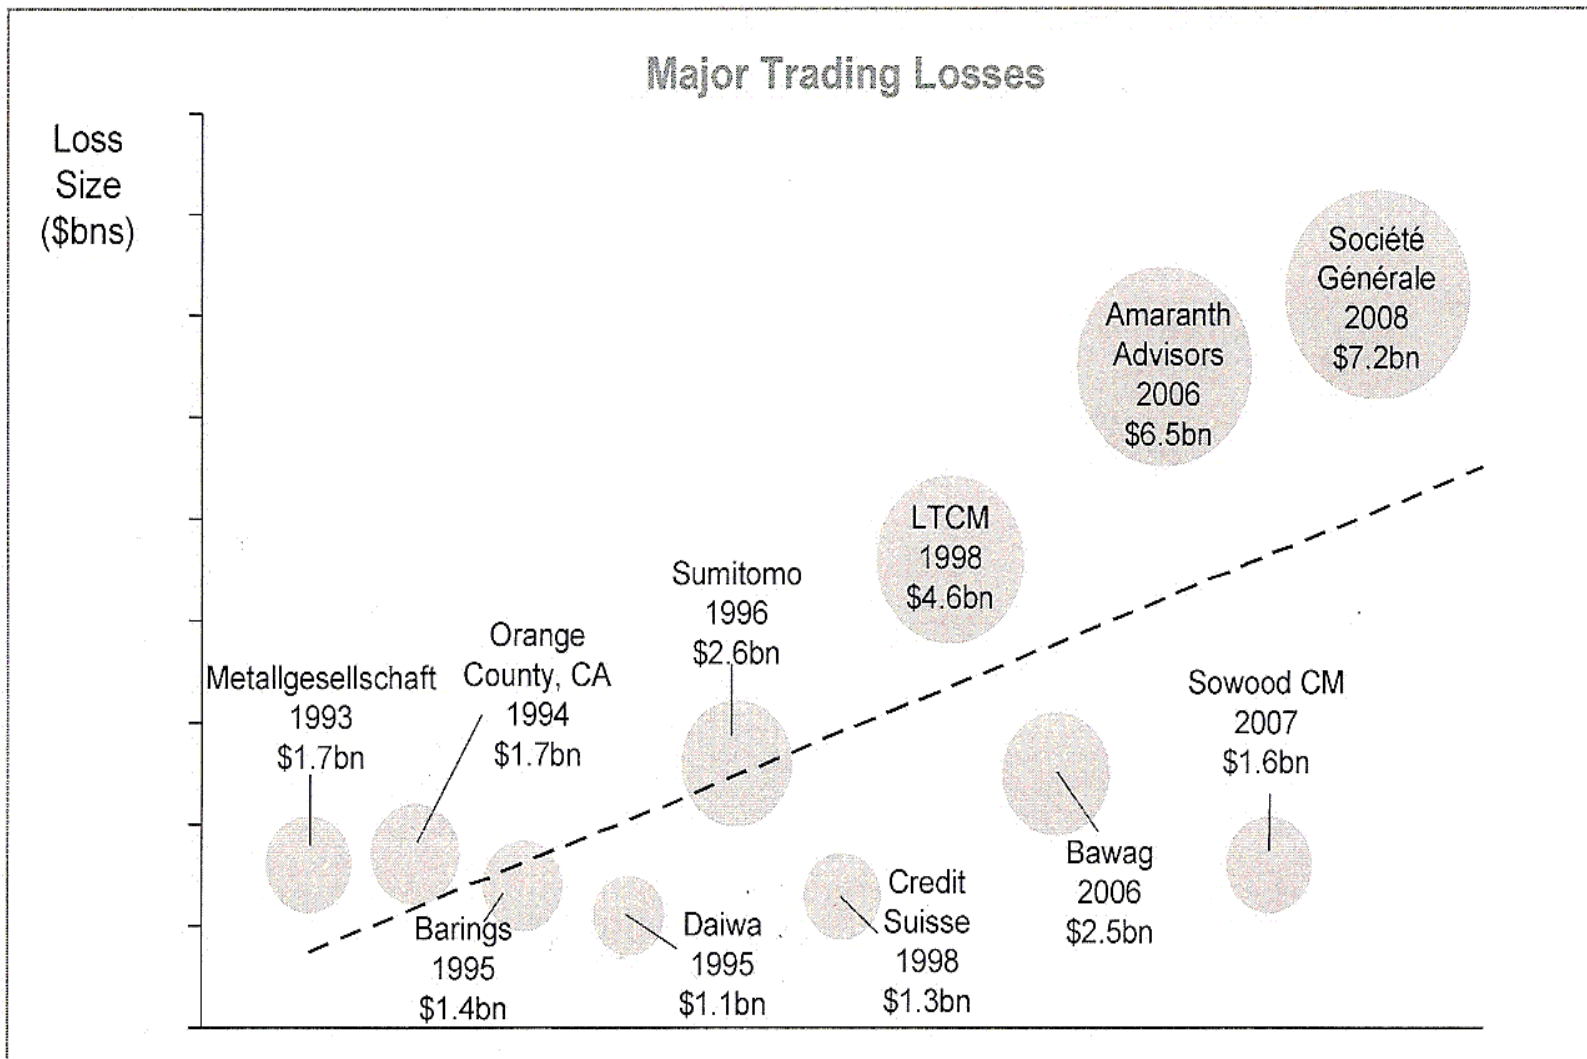 Major Trading Losses
Loss
Size
($bns)
Metallgesellschaft
1993
$1.7bn
Orange
County, CA
1994
$1.7bn
Barings
1995
$1.4bn
Daiwa
1995
$1.1bn
Sumitomo
1996
$2.6bn
Credit
Suisse
1998
$1.3bn
LTCM
1998
$4.6bn
Bawag
2006
$2.5bn
Amaranth
Advisors
2006
$6.5bn
Sowood CM
2007
$1.6bn
Société
Générale
2008
$7.2bn